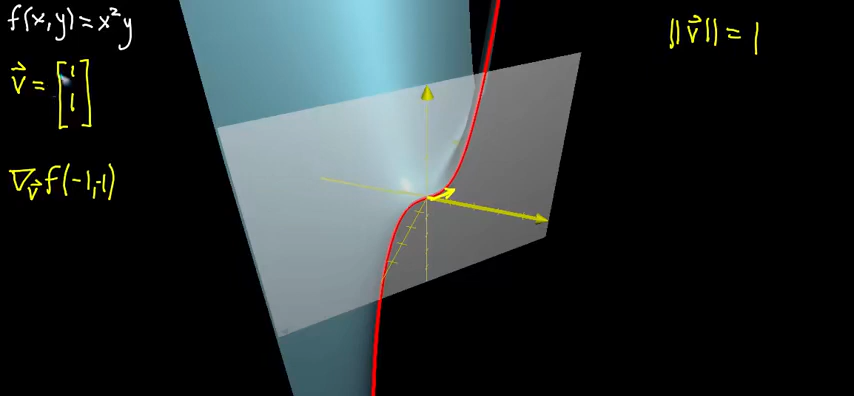 f(x,y)=x²y
||v⃗|| = 1
v⃗ = [1 1]
∇v⃗ f(-1,-1)